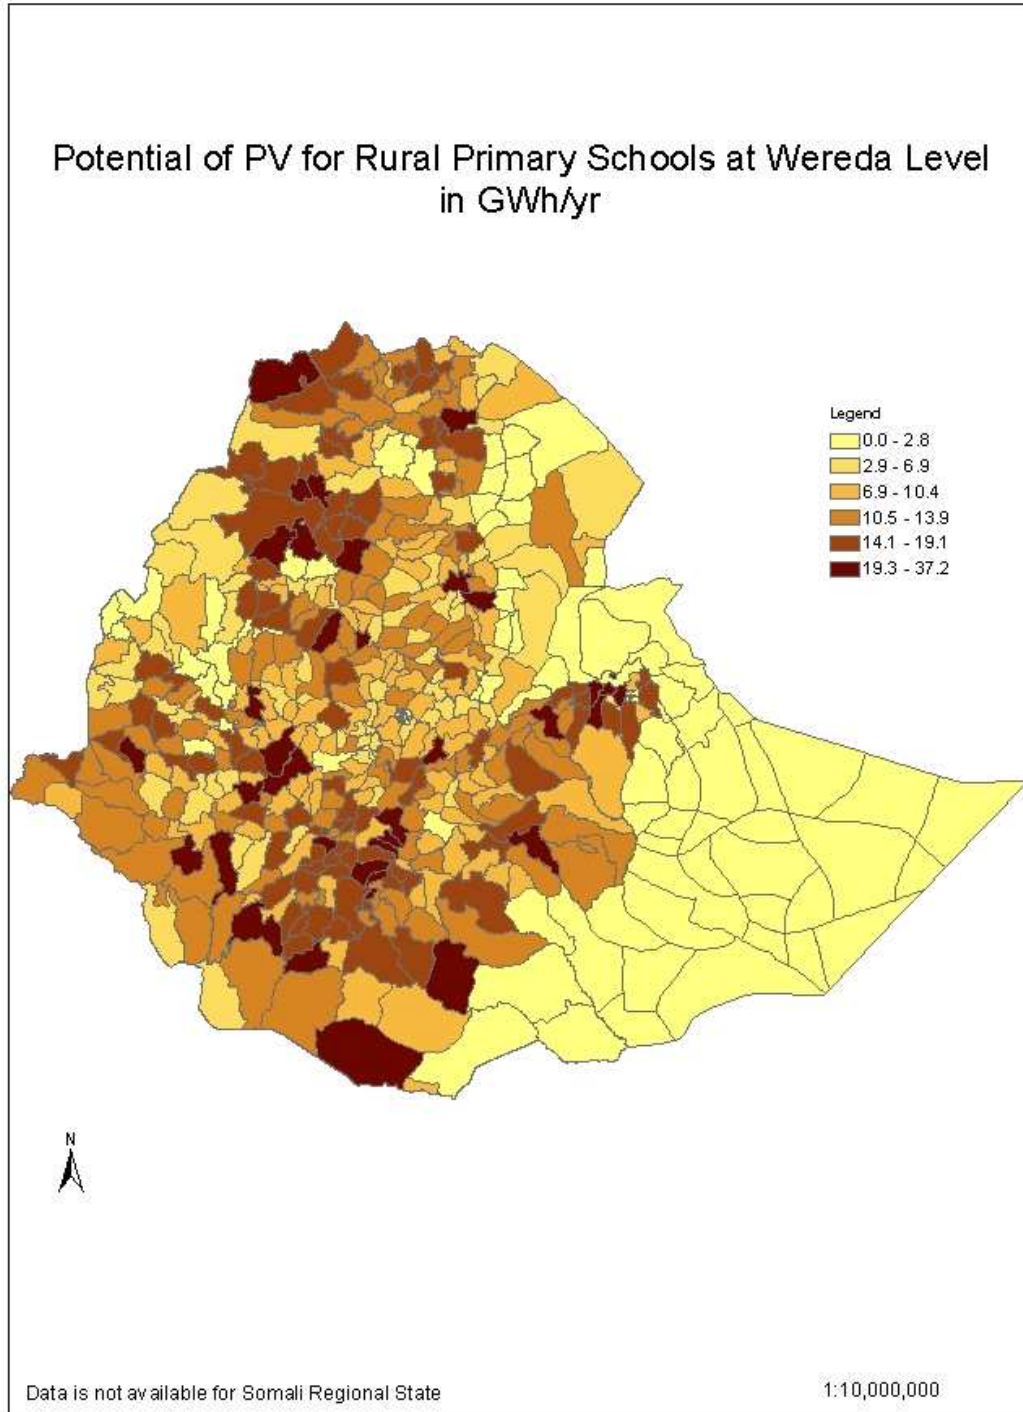 Potential of PV for Rural Primary Schools at Wereda Level
in GWh/yr
Legend
0.0 - 2.8
2.9 - 6.9
6.9 - 10.4
10.5 - 13.9
14.1 - 19.1
19.3 - 37.2
N
Data is not available for Somali Regional State
1:10,000,000